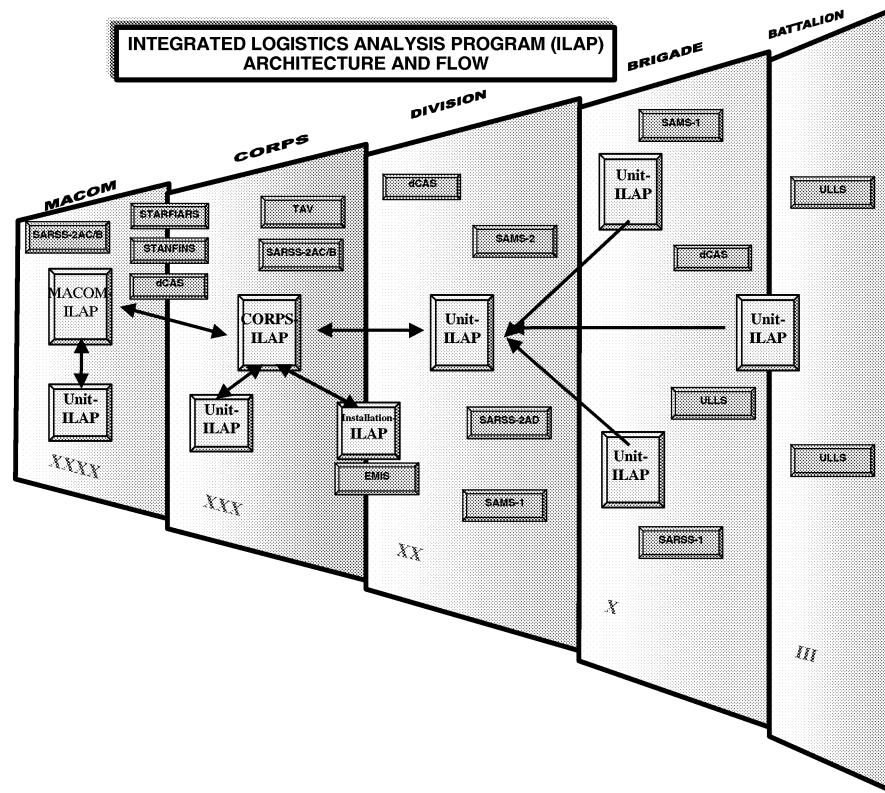 INTEGRATED LOGISTICS ANALYSIS PROGRAM (ILAP)
ARCHITECTURE AND FLOW
MACOM
CORPS
DIVISION
BRIGADE
BATTALION
SARSS-2AC/B
MACOM-
ILAP
Unit-
ILAP
XXXX
STARFIARS
STANFINS
dCAS
TAV
SARSS-2AC/B
CORPS-
ILAP
Unit-
ILAP
Installation-
ILAP
EMIS
XXX
dCAS
SAMS-2
Unit-
ILAP
SARSS-2AD
SAMS-1
XX
SAMS-1
Unit-
ILAP
dCAS
Unit-
ILAP
ULLS
Unit-
ILAP
SARSS-1
X
ULLS
ULLS
III